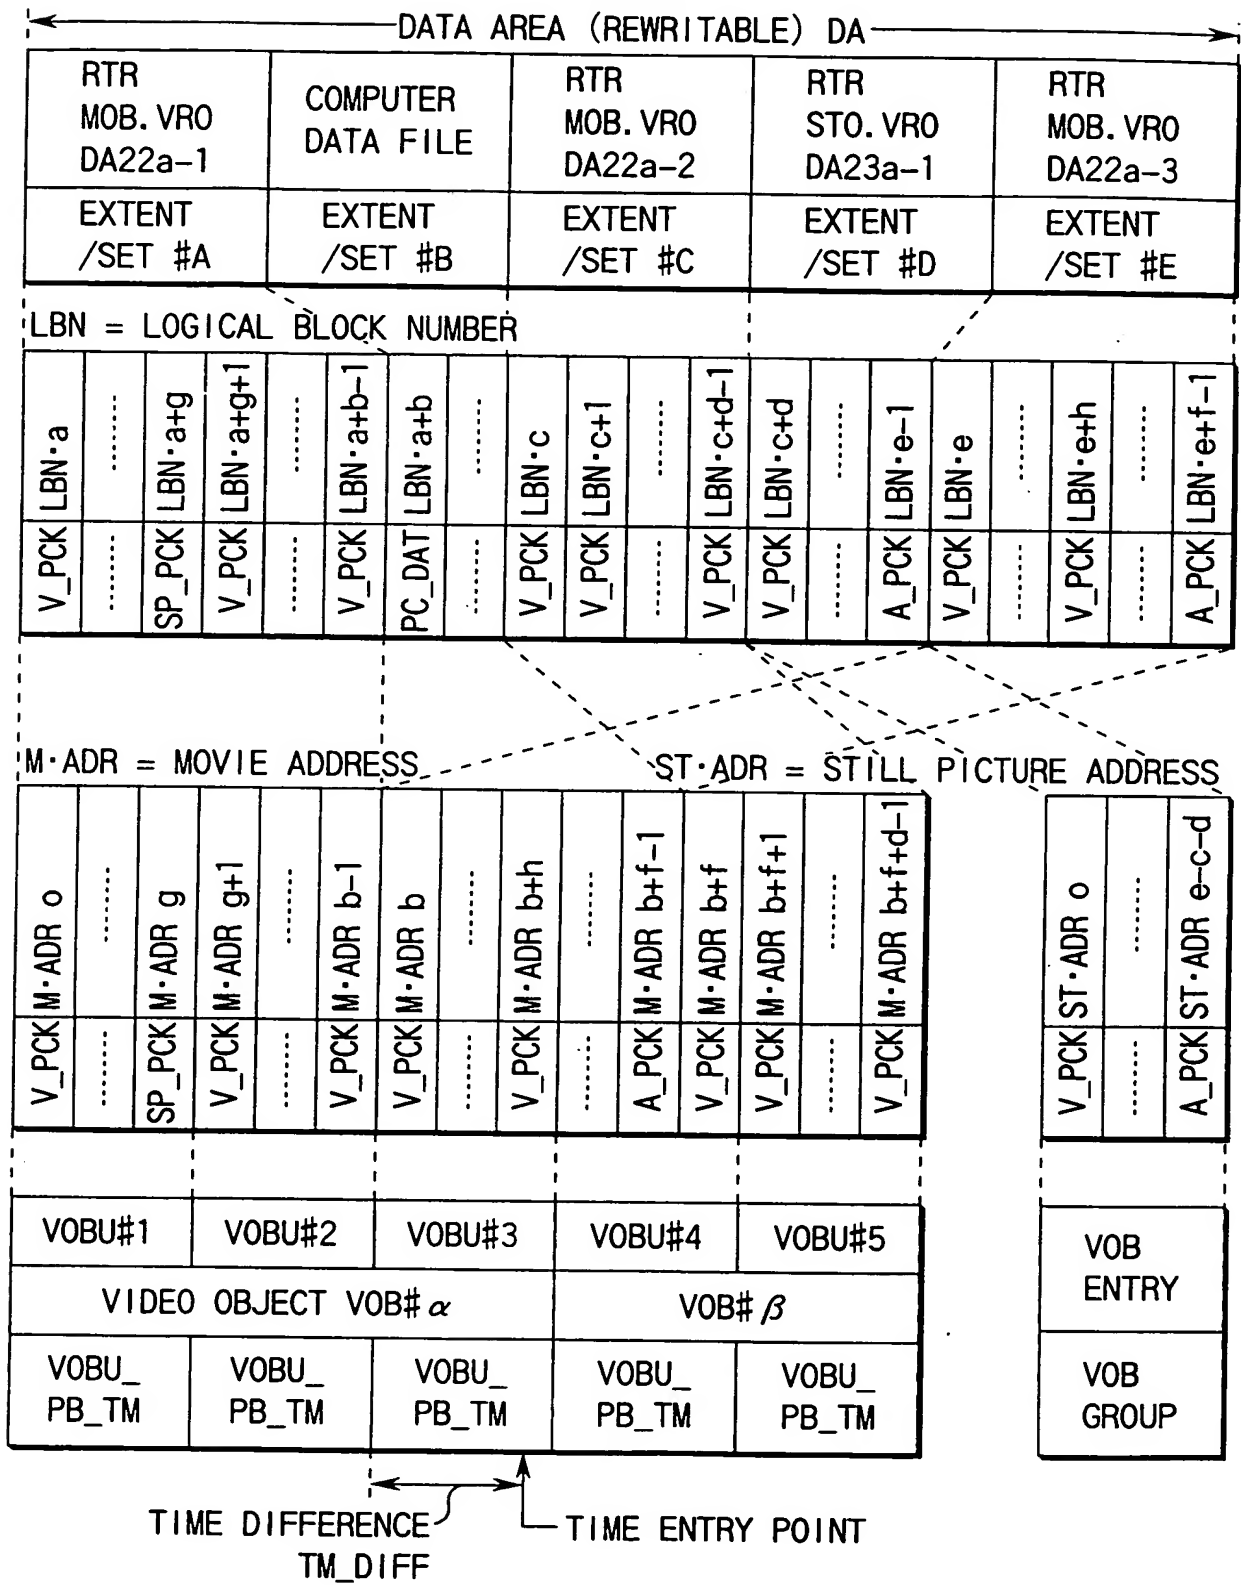 DATA AREA (REWRITABLE) DA
RTR
MOB.VRO
DA22a-1
COMPUTER
DATA FILE
RTR
MOB.VRO
DA22a-2
RTR
STO.VRO
DA23a-1
RTR
MOB.VRO
DA22a-3
EXTENT
/SET #A
EXTENT
/SET #B
EXTENT
/SET #C
EXTENT
/SET #D
EXTENT
/SET #E
LBN = LOGICAL BLOCK NUMBER
V_PCK LBN·a
SP_PCK LBN·a+g
V_PCK LBN·a+g+1
V_PCK LBN·a+b-1
PC_DAT LBN·a+b
V_PCK LBN·c
V_PCK LBN·c+1
V_PCK LBN·c+d-1
V_PCK LBN·c+d
A_PCK LBN·e-1
V_PCK LBN·e
V_PCK LBN·e+h
A_PCK LBN·e+f-1
M·ADR = MOVIE ADDRESS
ST·ADR = STILL PICTURE ADDRESS
V_PCK M·ADR o
SP_PCK M·ADR g
V_PCK M·ADR g+1
V_PCK M·ADR b-1
V_PCK M·ADR b
V_PCK M·ADR b+h
A_PCK M·ADR b+f-1
V_PCK M·ADR b+f
V_PCK M·ADR b+f+1
V_PCK M·ADR b+f+d-1
V_PCK ST·ADR o
A_PCK ST·ADR e-c-d
VOBU#1
VOBU#2
VOBU#3
VOBU#4
VOBU#5
VOB
ENTRY
VIDEO OBJECT VOB#α
VOB#β
VOBU_
PB_TM
VOBU_
PB_TM
VOBU_
PB_TM
VOBU_
PB_TM
VOBU_
PB_TM
VOB
GROUP
TIME DIFFERENCE
TM_DIFF
TIME ENTRY POINT